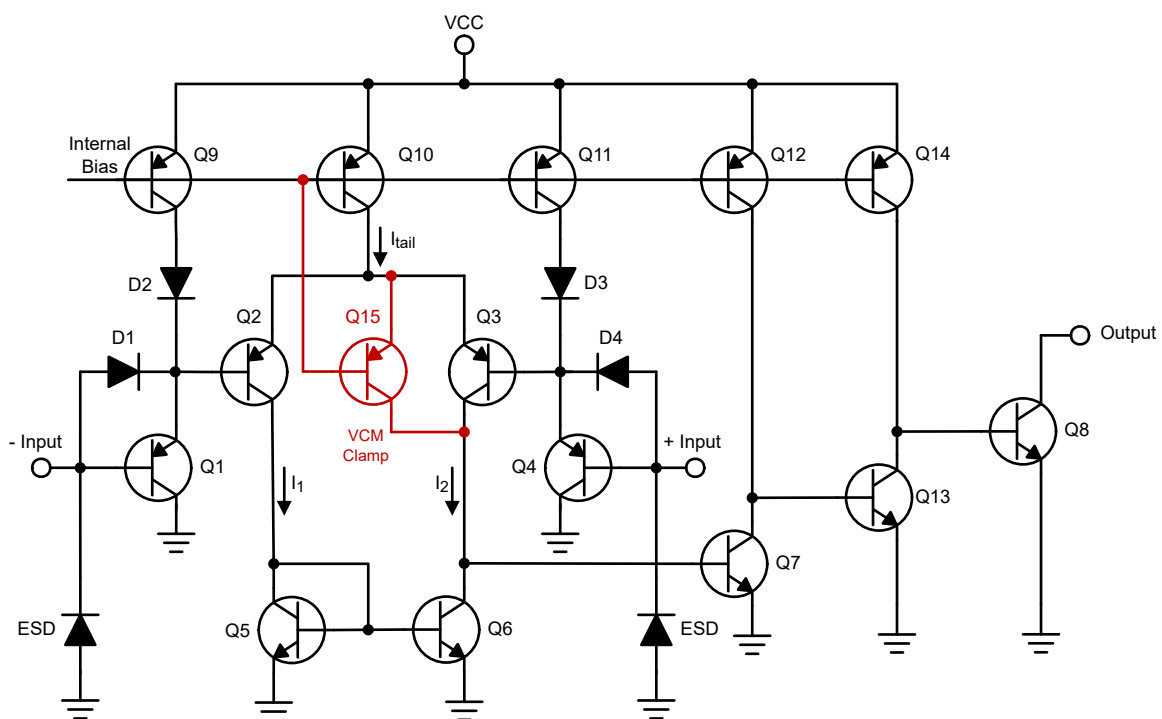 VCC
Internal
Bias
Q9
Q10
Q11
Q12
Q14
Itail
D2
D3
Q2
Q15
Q3
D1
D4
Output
VCM
Clamp
- Input
Q1
Q4
+ Input
Q8
I1
I2
Q13
Q7
ESD
Q5
Q6
ESD